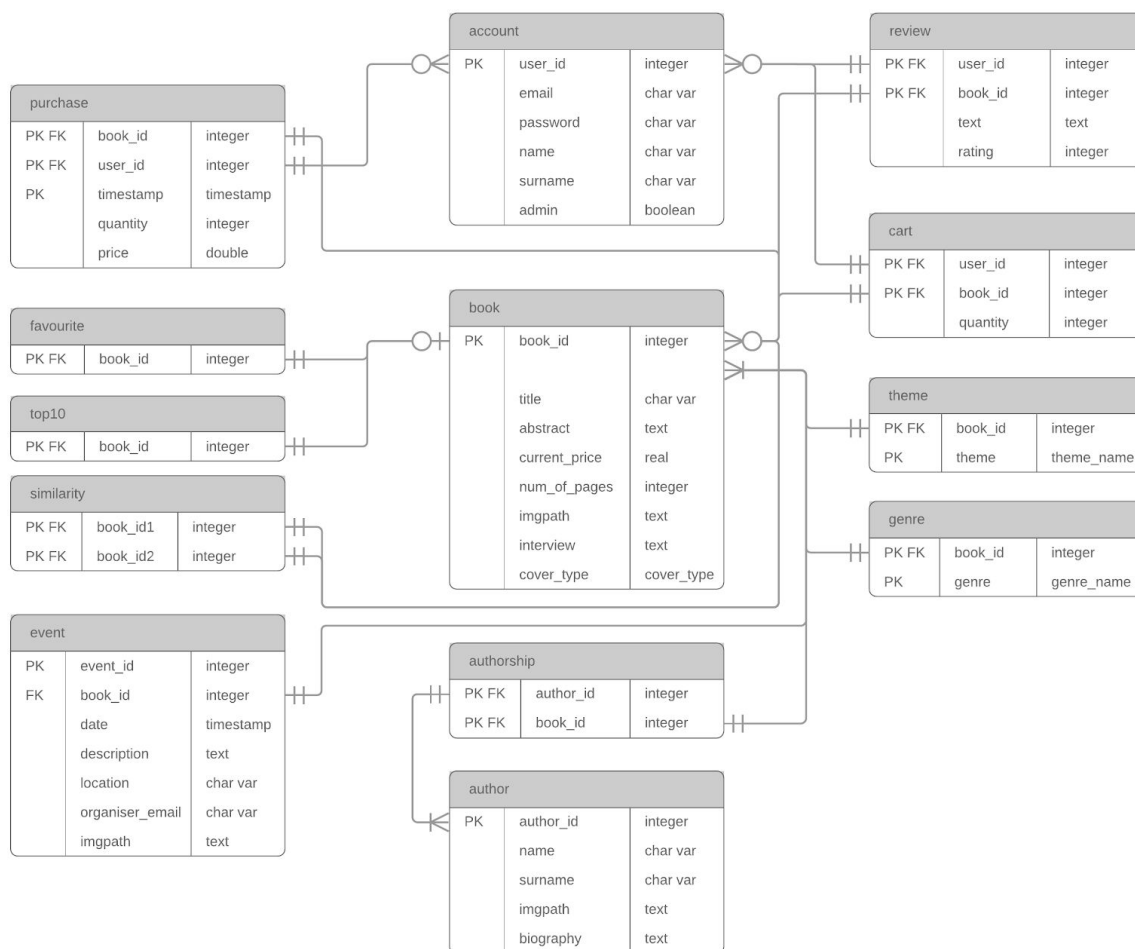 account
PK user_id integer
email char var
password char var
name char var
surname char var
admin boolean
review
PK FK user_id integer
PK FK book_id integer
text text
rating integer
purchase
PK FK book_id integer
PK FK user_id integer
PK timestamp timestamp
quantity integer
price double
cart
PK FK user_id integer
PK FK book_id integer
quantity integer
favourite
PK FK book_id integer
book
PK book_id integer
title char var
abstract text
current_price real
num_of_pages integer
imgpath text
interview text
cover_type cover_type
top10
PK FK book_id integer
theme
PK FK book_id integer
PK theme theme_name
similarity
PK FK book_id1 integer
PK FK book_id2 integer
genre
PK FK book_id integer
PK genre genre_name
event
PK event_id integer
FK book_id integer
date timestamp
description text
location char var
organiser_email char var
imgpath text
authorship
PK FK author_id integer
PK FK book_id integer
author
PK author_id integer
name char var
surname char var
imgpath text
biography text